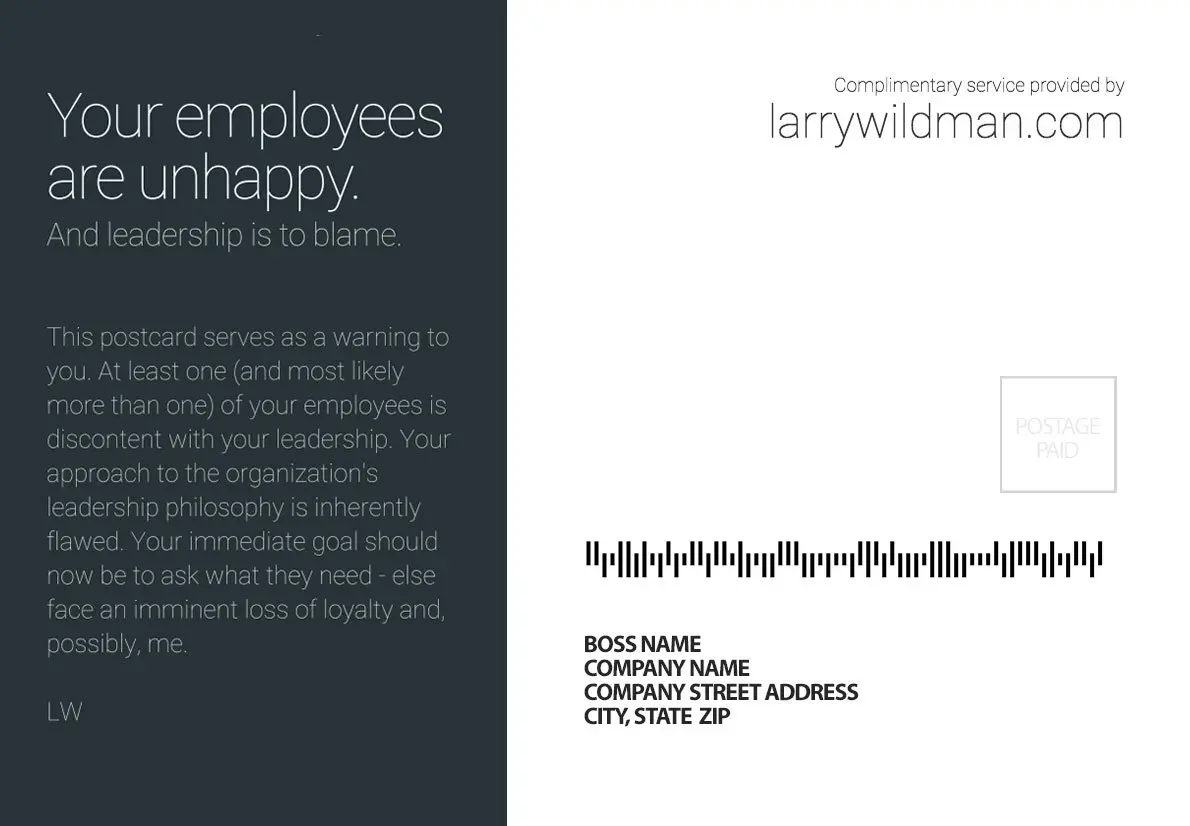 Your employees
are unhappy.
And leadership is to blame.
This postcard serves as a warning to
you. At least one (and most likely
more than one) of your employees is
discontent with your leadership. Your
approach to the organization's
leadership philosophy is inherently
flawed. Your immediate goal should
now be to ask what they need - else
face an imminent loss of loyalty and,
possibly, me.
LW
Complimentary service provided by
larrywildman.com
POSTAGE
PAID
BOSS NAME
COMPANY NAME
COMPANY STREET ADDRESS
CITY, STATE ZIP